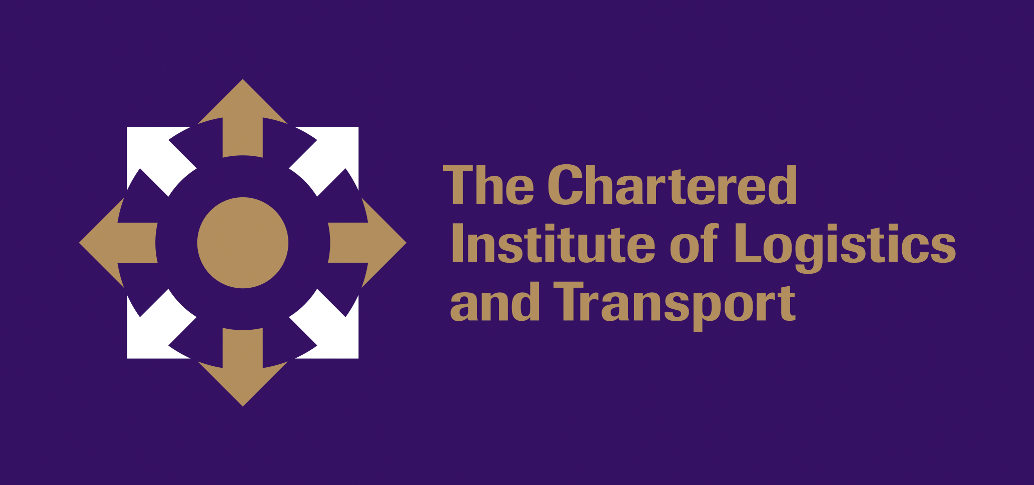 The Chartered
Institute of Logistics
and Transport